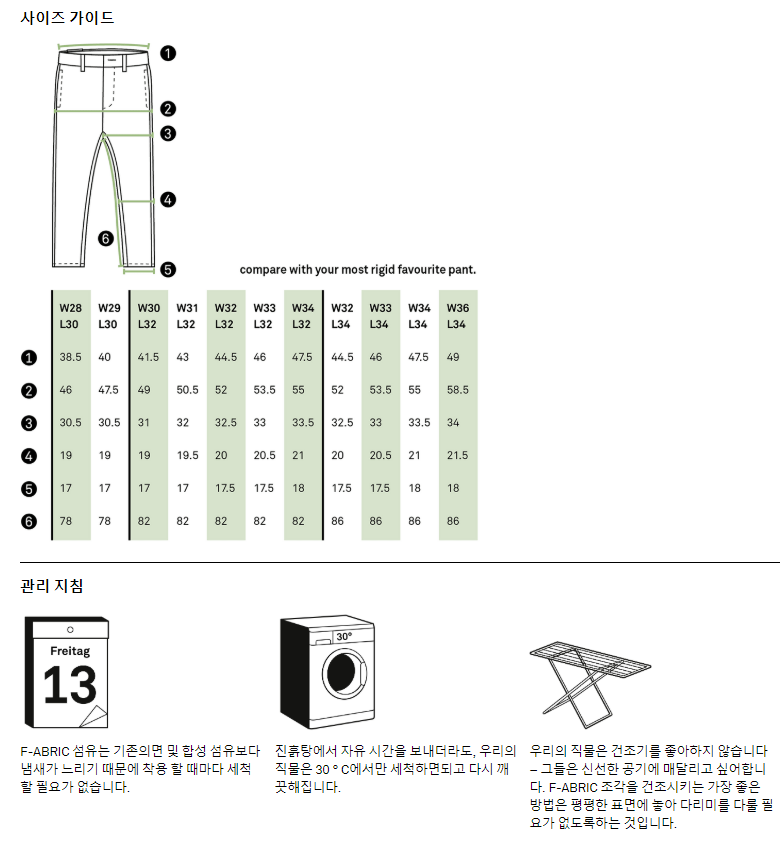 사이즈 가이드
1
2
3
4
6
5
compare with your most rigid favourite pant.
W28 W29 W30 W31 W32 W33 W34 W32 W33 W34 W36
L30 L30 L32 L32 L32 L32 L32 L34 L34 L34 L34
1 38.5 40 41.5 43 44.5 46 47.5 44.5 46 47.5 49
2 46 47.5 49 50.5 52 53.5 55 52 53.5 55 58.5
3 30.5 30.5 31 32 32.5 33 33.5 32.5 33 33.5 34
4 19 19 19 19.5 20 20.5 21 20 20.5 21 21.5
5 17 17 17 17 17.5 17.5 18 17.5 17.5 18 18
6 78 78 82 82 82 82 82 86 86 86 86
관리 지침
Freitag
13
30°
F-ABRIC 섬유는 기존의면 및 합성 섬유보다
냄새가 느리기 때문에 착용 할 때마다 세척
할 필요가 없습니다.
진흙탕에서 자유 시간을 보내더라도, 우리의
직물은 30 ° C에서만 세척하면되고 다시 깨
끗해집니다.
우리의 직물은 건조기를 좋아하지 않습니다
– 그들은 신선한 공기에 매달리고 싶어합니
다. F-ABRIC 조각을 건조시키는 가장 좋은
방법은 평평한 표면에 놓아 다리미를 다룰 필
요가 없도록하는 것입니다.